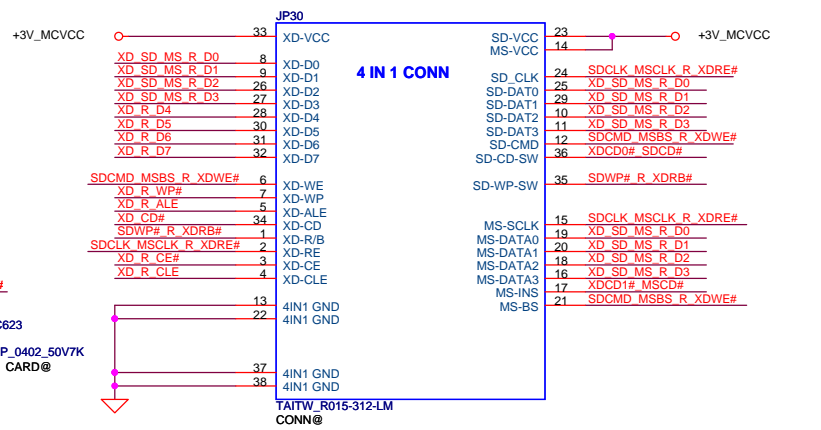 JP30
+3V_MCVCC 33 XD-VCC SD-VCC 23 +3V_MCVCC
MS-VCC 14
4 IN 1 CONN
XD_SD_MS_R_D0 8 XD-D0
XD_SD_MS_R_D1 9 XD-D1
XD_SD_MS_R_D2 26 XD-D2
XD_SD_MS_R_D3 27 XD-D3
XD_R_D4 28 XD-D4
XD_R_D5 30 XD-D5
XD_R_D6 31 XD-D6
XD_R_D7 32 XD-D7
SDCMD_MSBS_R_XDWE# 6 XD-WE
XD_R_WP# 7 XD-WP
XD_R_ALE 5 XD-ALE
XD_CD# 34 XD-CD
SDWP#_R_XDRB# 1 XD-R/B
SDCLK_MSCLK_R_XDRE# 2 XD-RE
XD_R_CE# 3 XD-CE
XD_R_CLE 4 XD-CLE
13 4IN1 GND
22 4IN1 GND
37 4IN1 GND
38 4IN1 GND
SD_CLK 24 SDCLK_MSCLK_R_XDRE#
SD-DAT0 25 XD_SD_MS_R_D0
SD-DAT1 29 XD_SD_MS_R_D1
SD-DAT2 10 XD_SD_MS_R_D2
SD-DAT3 11 XD_SD_MS_R_D3
SD-CMD 12 SDCMD_MSBS_R_XDWE#
SD-CD-SW 36 XDCD0#_SDCD#
SD-WP-SW 35 SDWP#_R_XDRB#
MS-SCLK 15 SDCLK_MSCLK_R_XDRE#
MS-DATA0 19 XD_SD_MS_R_D0
MS-DATA1 20 XD_SD_MS_R_D1
MS-DATA2 18 XD_SD_MS_R_D2
MS-DATA3 16 XD_SD_MS_R_D3
MS-INS 17 XDCD1#_MSCD#
MS-BS 21 SDCMD_MSBS_R_XDWE#
#
C623
P_0402_50V7K
CARD@
TAITW_R015-312-LM
CONN@